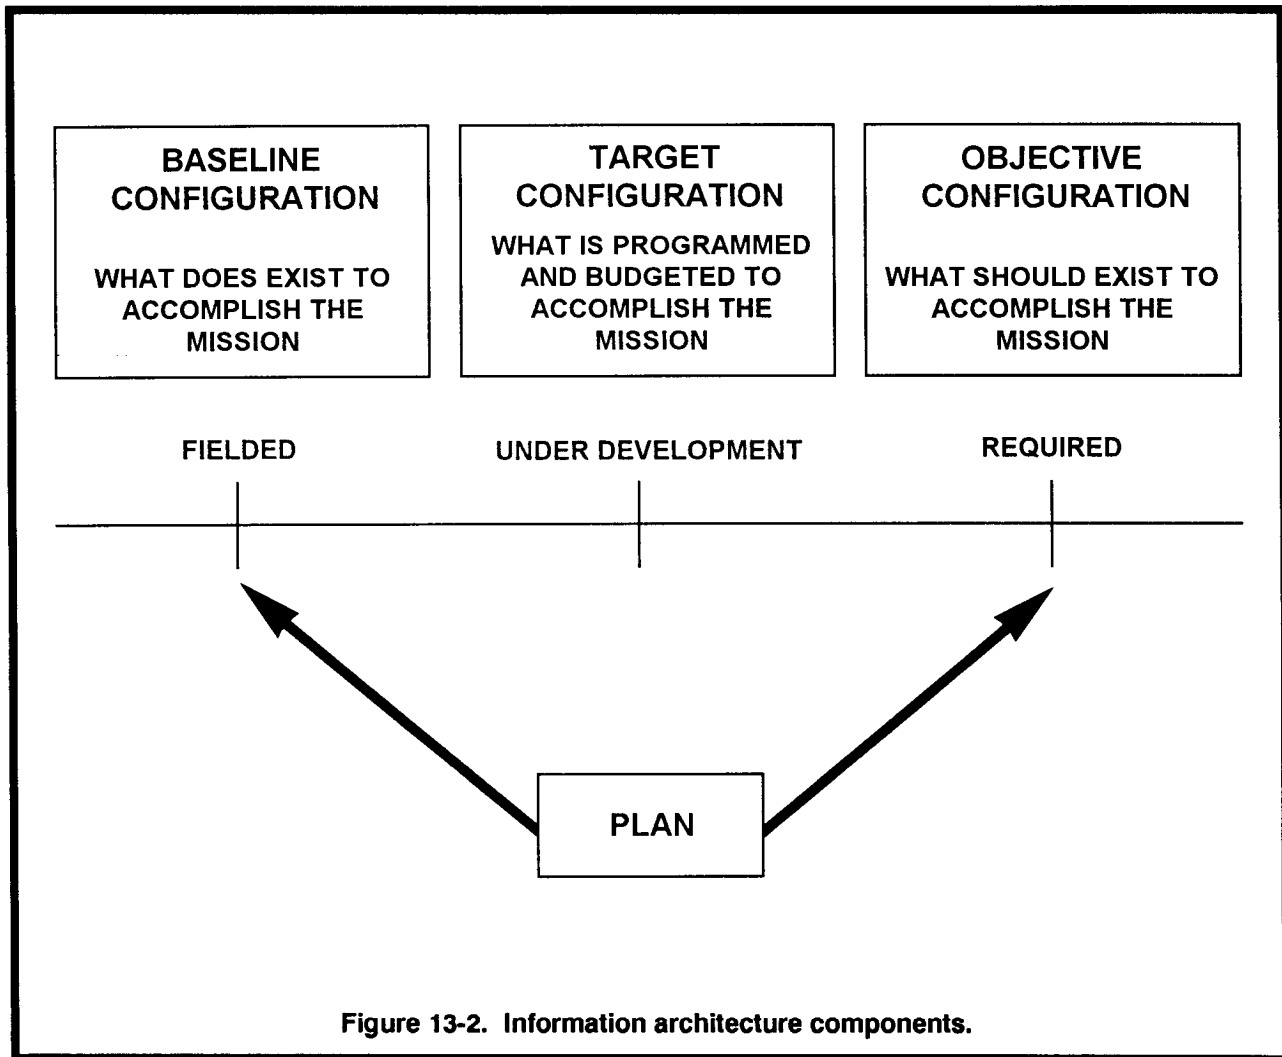 BASELINE
CONFIGURATION
WHAT DOES EXIST TO
ACCOMPLISH THE
MISSION
TARGET
CONFIGURATION
WHAT IS PROGRAMMED
AND BUDGETED TO
ACCOMPLISH THE
MISSION
OBJECTIVE
CONFIGURATION
WHAT SHOULD EXIST TO
ACCOMPLISH THE
MISSION
FIELDED
UNDER DEVELOPMENT
REQUIRED
PLAN
Figure 13-2. Information architecture components.